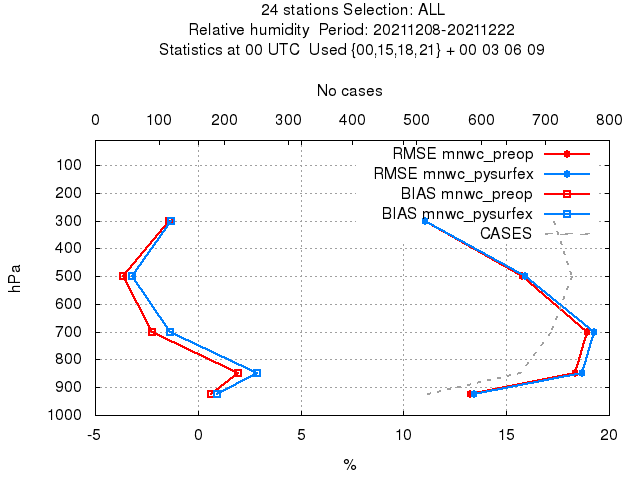 24 stations Selection: ALL
Relative humidity  Period: 20211208-20211222
Statistics at 00 UTC  Used {00,15,18,21} + 00 03 06 09
No cases
0 100 200 300 400 500 600 700 800
RMSE mnwc_preop
RMSE mnwc_pysurfex
BIAS mnwc_preop
BIAS mnwc_pysurfex
CASES
hPa
100
200
300
400
500
600
700
800
900
1000
-5 0 5 10 15 20
%